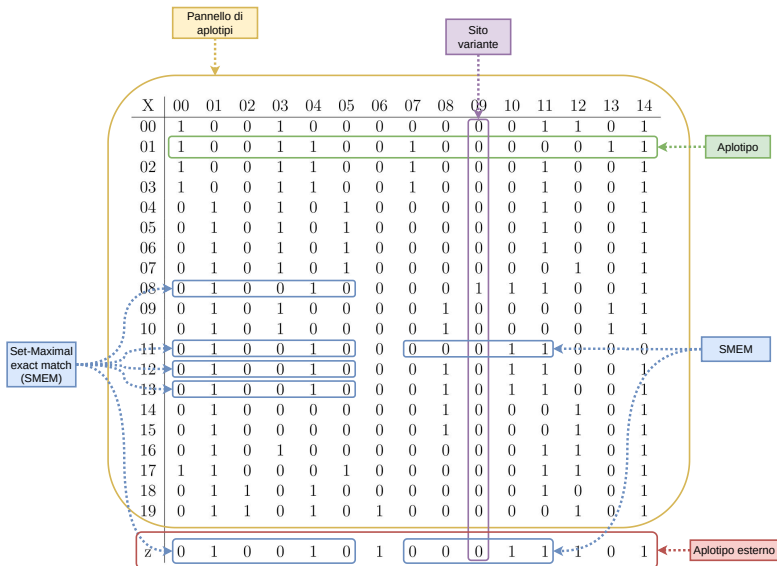 Pannello di
aplotipi
Sito
variante
X 00 01 02 03 04 05 06 07 08 09 10 11 12 13 14
00 1 0 0 1 0 0 0 0 0 0 0 1 1 0 1
01 1 0 0 1 1 0 0 1 0 0 0 0 0 1 1
Aplotipo
02 1 0 0 1 1 0 0 1 0 0 0 1 0 0 1
03 1 0 0 1 1 0 0 1 0 0 0 1 0 0 1
04 0 1 0 1 0 1 0 0 0 0 0 1 0 0 1
05 0 1 0 1 0 1 0 0 0 0 0 1 0 0 1
06 0 1 0 1 0 1 0 0 0 0 0 1 0 0 1
07 0 1 0 1 0 1 0 0 0 0 0 0 1 0 1
08 0 1 0 0 1 0 0 0 0 1 1 1 0 0 1
09 0 1 0 1 0 0 0 0 1 0 0 0 0 1 1
10 0 1 0 1 0 0 0 0 1 0 0 0 0 1 1
11 0 1 0 0 1 0 0 0 0 0 1 1 0 0 0
Set-Maximal
exact match
(SMEM)
SMEM
12 0 1 0 0 1 0 0 0 1 0 1 1 0 0 1
13 0 1 0 0 1 0 0 0 1 0 1 1 0 0 1
14 0 1 0 0 0 0 0 0 1 0 0 0 1 0 1
15 0 1 0 0 0 0 0 0 1 0 0 0 1 0 1
16 0 1 0 1 0 0 0 0 0 0 0 1 1 0 1
17 1 1 0 0 0 1 0 0 0 0 0 1 1 0 1
18 0 1 1 0 1 0 0 0 0 0 0 1 0 0 1
19 0 1 1 0 1 0 1 0 0 0 0 0 1 0 1
z 0 1 0 0 1 0 1 0 0 0 1 1 1 0 1
Aplotipo esterno